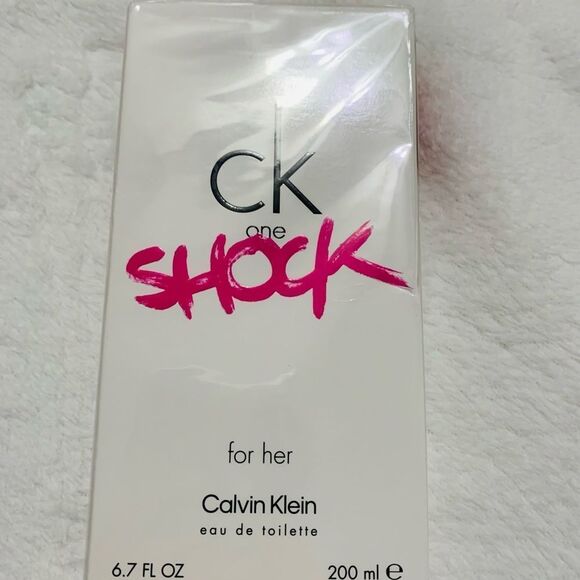 ck
one
SHOCK
for her
Calvin Klein
eau de toilette
6.7 FL OZ 200 ml ℮